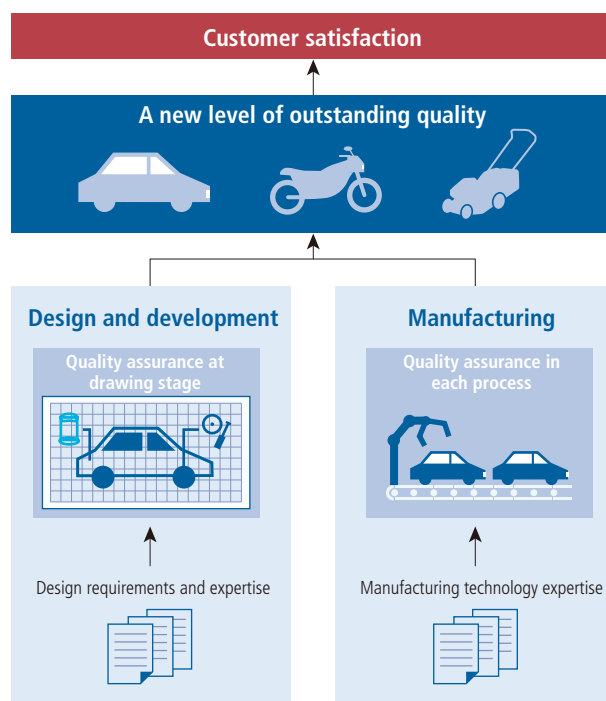 Customer satisfaction
A new level of outstanding quality
Design and development
Quality assurance at
drawing stage
Design requirements and expertise
Manufacturing
Quality assurance in
each process
Manufacturing technology expertise